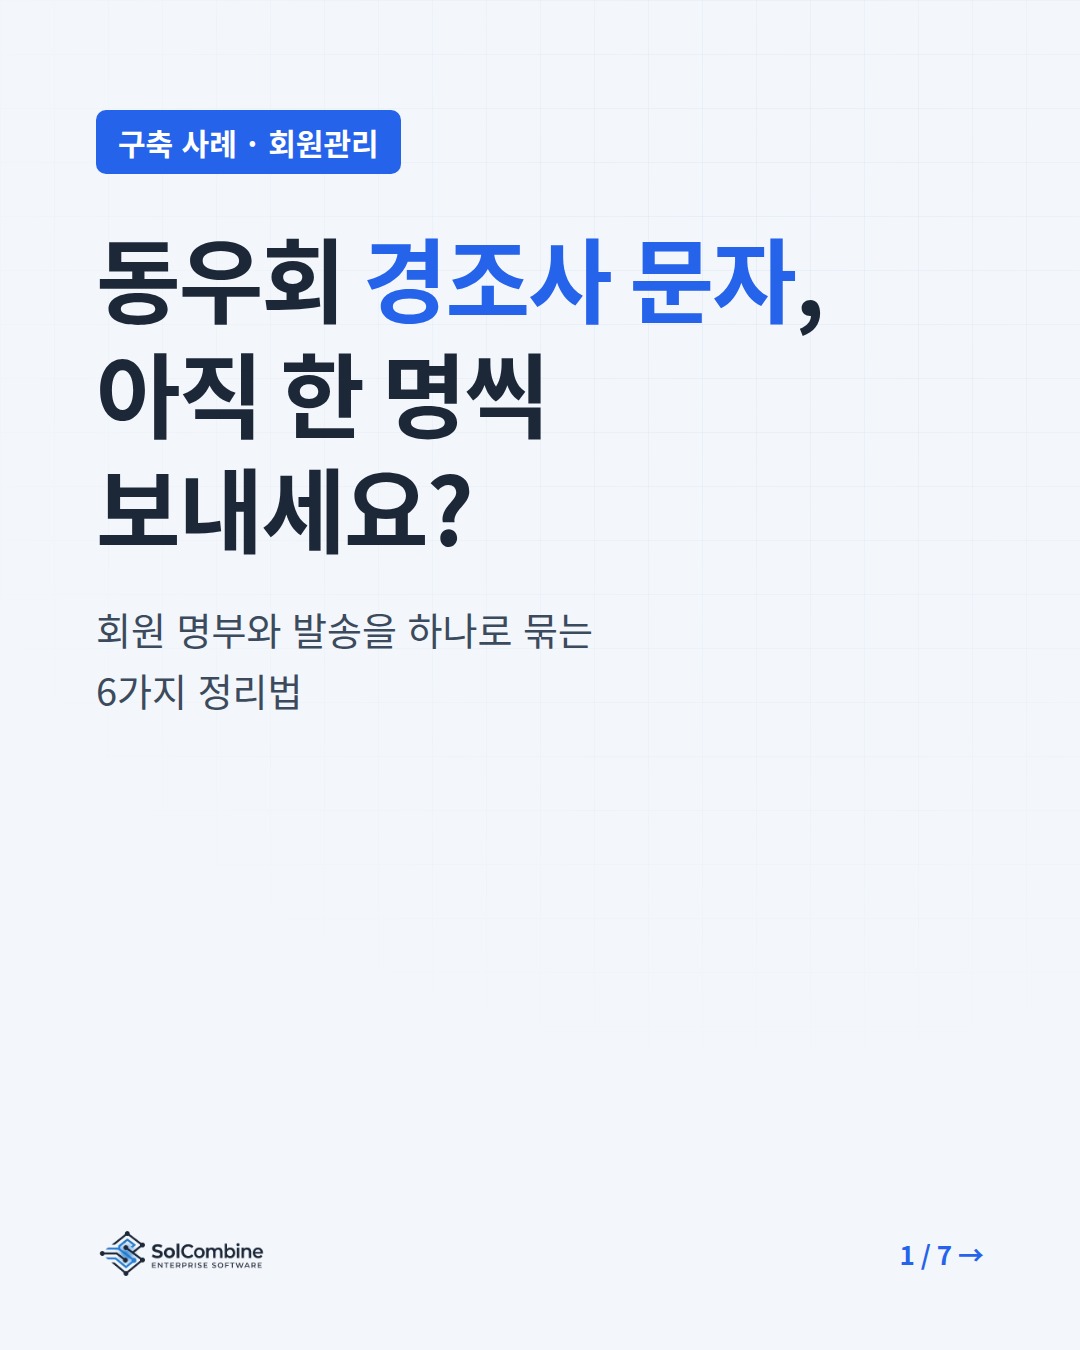 구축 사례 · 회원관리
동우회 경조사 문자,
아직 한 명씩
보내세요?
회원 명부와 발송을 하나로 묶는
6가지 정리법
SolCombine
ENTERPRISE SOFTWARE
1 / 7 →